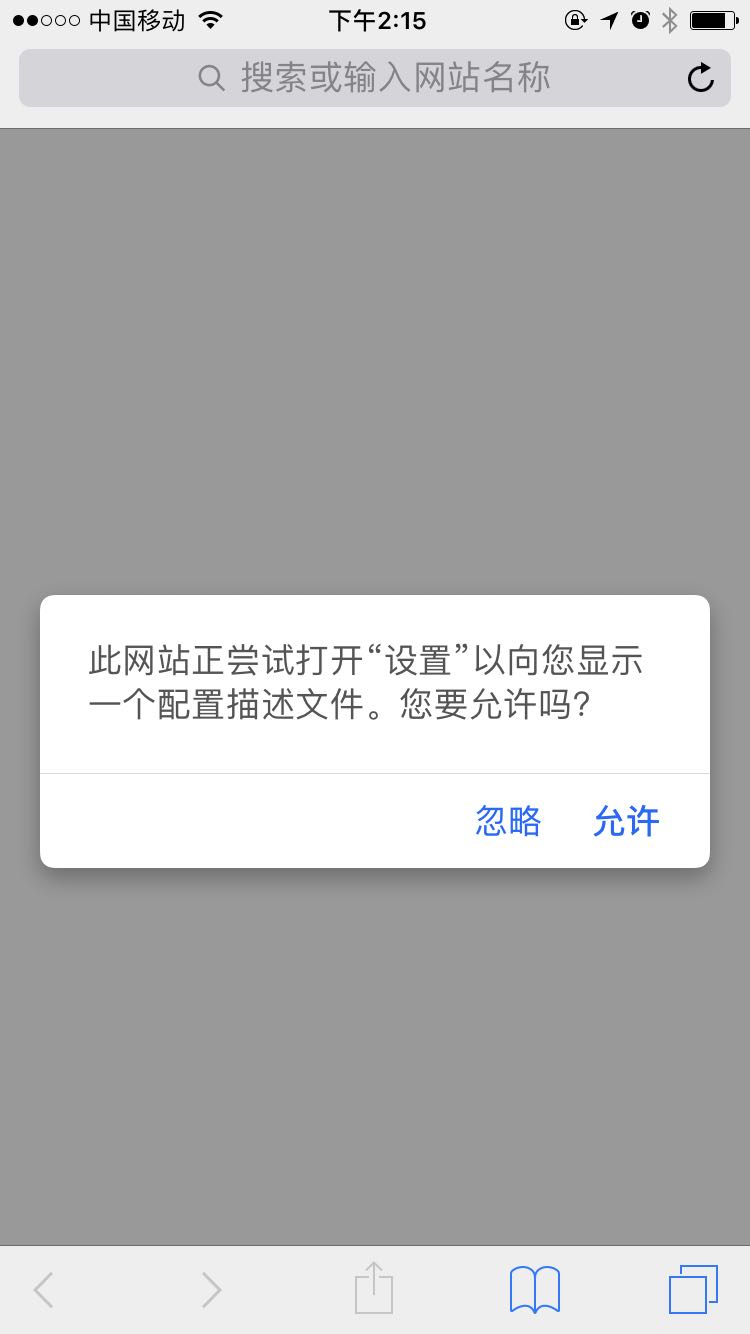 中国移动
下午2:15
搜索或输入网站名称
此网站正尝试打开“设置”以向您显示
一个配置描述文件。您要允许吗?
忽略
允许